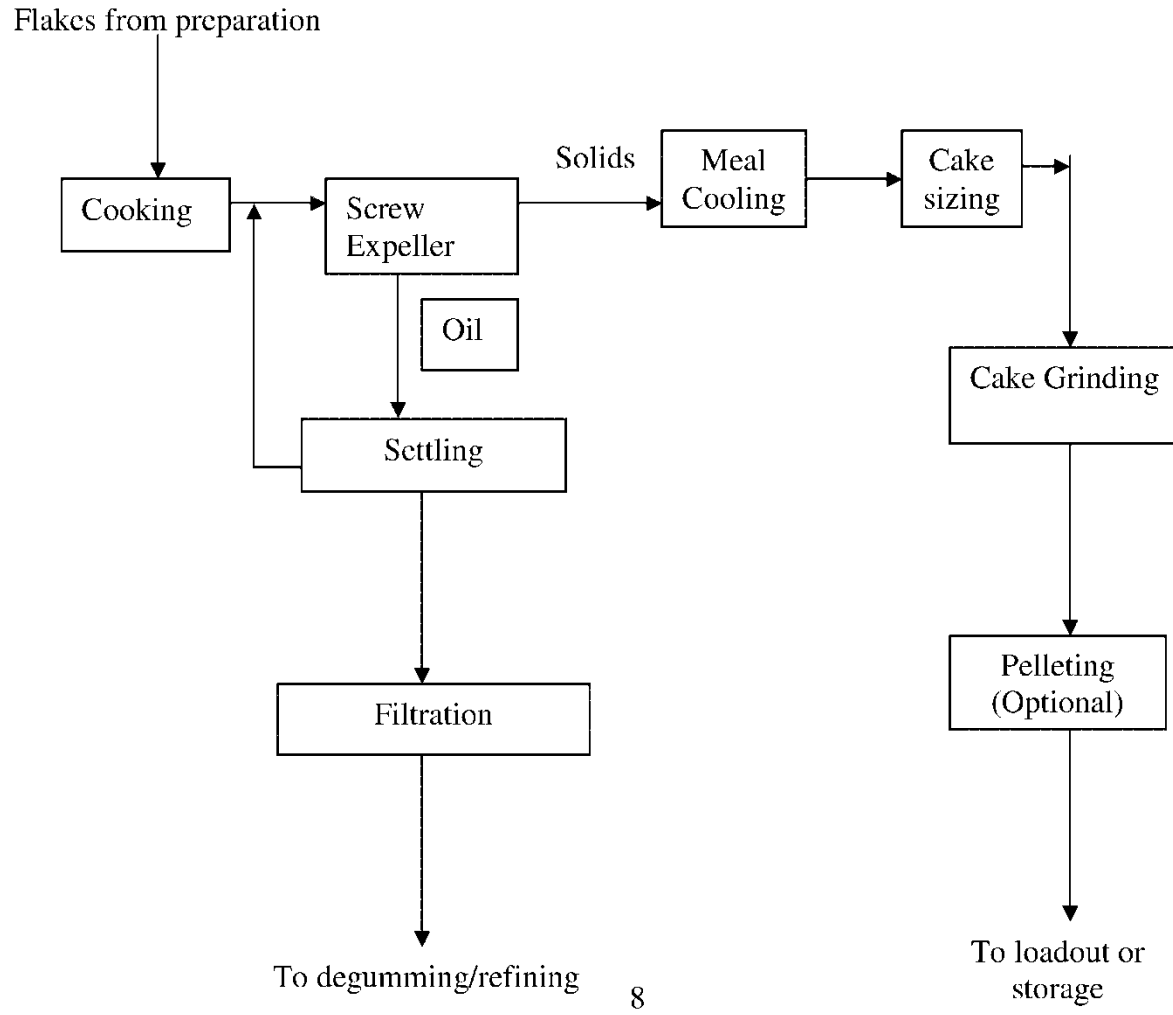 Flakes from preparation
Solids
Meal
Cooling
Cake
sizing
Cooking
Screw
Expeller
Oil
Cake Grinding
Settling
Pelleting
(Optional)
Filtration
To degumming/refining
To loadout or
storage
8